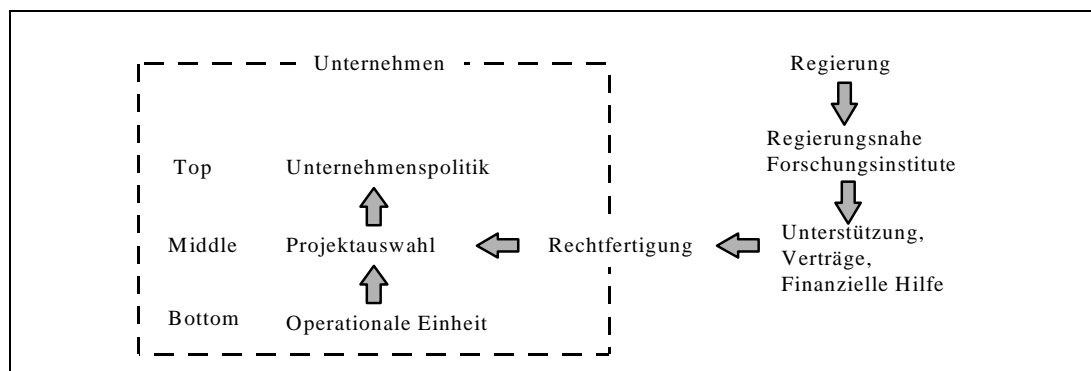 Unternehmen
Regierung
Regierungsnahe
Forschungsinstitute
Top Unternehmenspolitik
Middle Projektauswahl Rechtfertigung Unterstützung,
Verträge,
Finanzielle Hilfe
Bottom Operationale Einheit